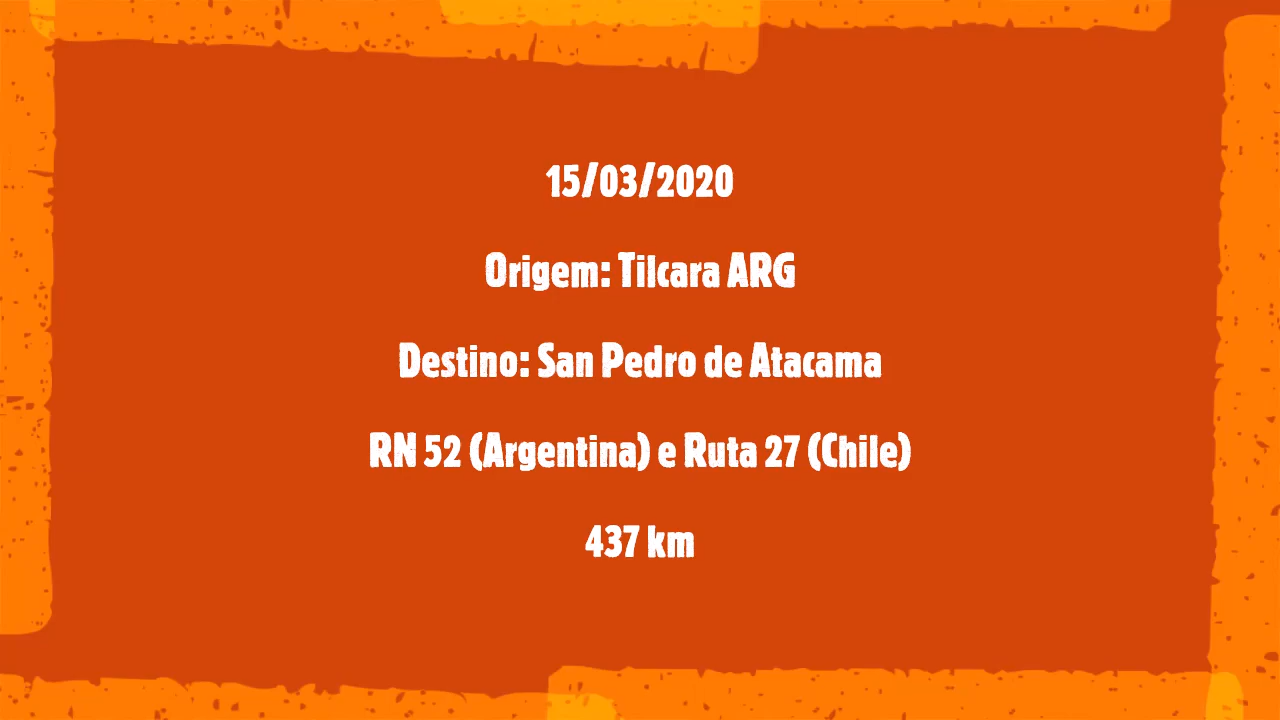 15/03/2020
Origem: Tilcara ARG
Destino: San Pedro de Atacama
RN 52 (Argentina) e Ruta 27 (Chile)
437 km